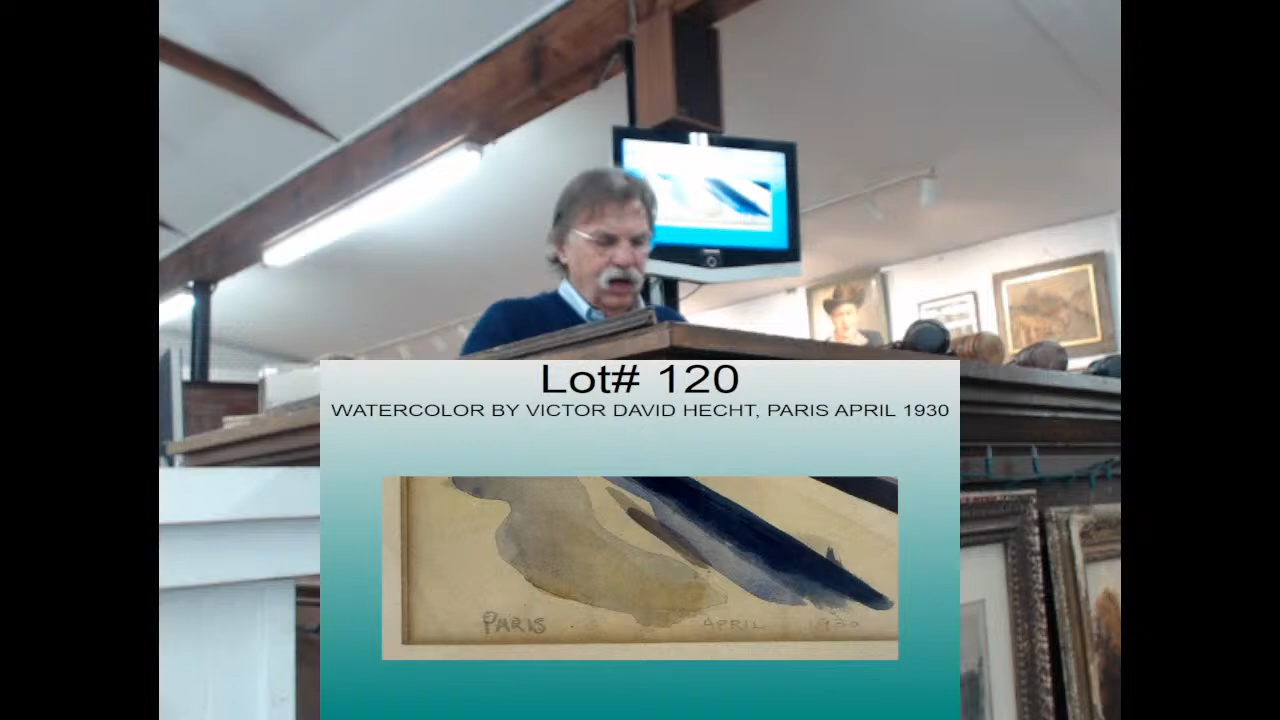 Lot# 120
WATERCOLOR BY VICTOR DAVID HECHT, PARIS APRIL 1930
PARIS APRIL 1930